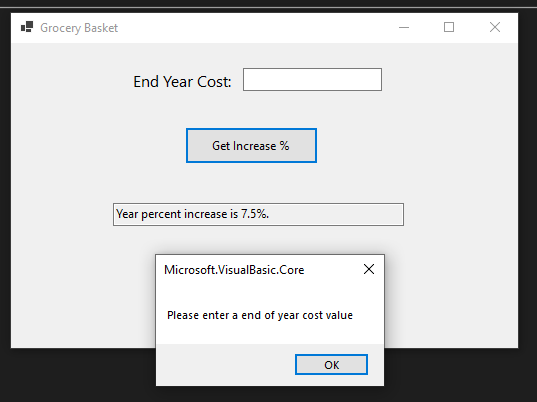 Grocery Basket
End Year Cost:
Get Increase %
Year percent increase is 7.5%.
Microsoft.VisualBasic.Core
Please enter a end of year cost value
OK